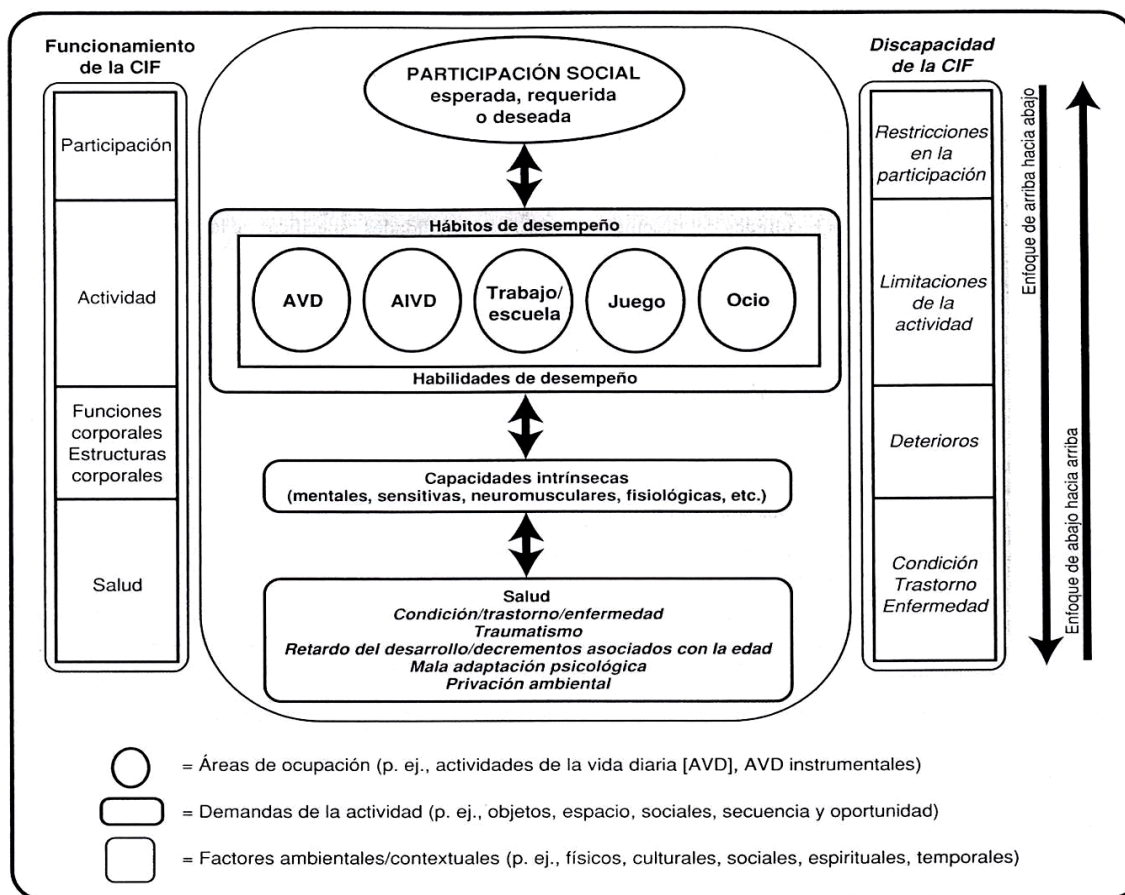 Funcionamiento
de la CIF
Participación
Actividad
Funciones
corporales
Estructuras
corporales
Salud
PARTICIPACIÓN SOCIAL
esperada, requerida
o deseada
Hábitos de desempeño
AVD
AIVD
Trabajo/
escuela
Juego
Ocio
Habilidades de desempeño
Capacidades intrínsecas
(mentales, sensitivas, neuromusculares, fisiológicas, etc.)
Salud
Condición/trastorno/enfermedad
Traumatismo
Retardo del desarrollo/decrementos asociados con la edad
Mala adaptación psicológica
Privación ambiental
Discapacidad
de la CIF
Restricciones
en la
participación
Limitaciones
de la
actividad
Deterioros
Condición
Trastorno
Enfermedad
Enfoque de arriba hacia abajo
Enfoque de abajo hacia arriba
= Áreas de ocupación (p. ej., actividades de la vida diaria [AVD], AVD instrumentales)
= Demandas de la actividad (p. ej., objetos, espacio, sociales, secuencia y oportunidad)
= Factores ambientales/contextuales (p. ej., físicos, culturales, sociales, espirituales, temporales)